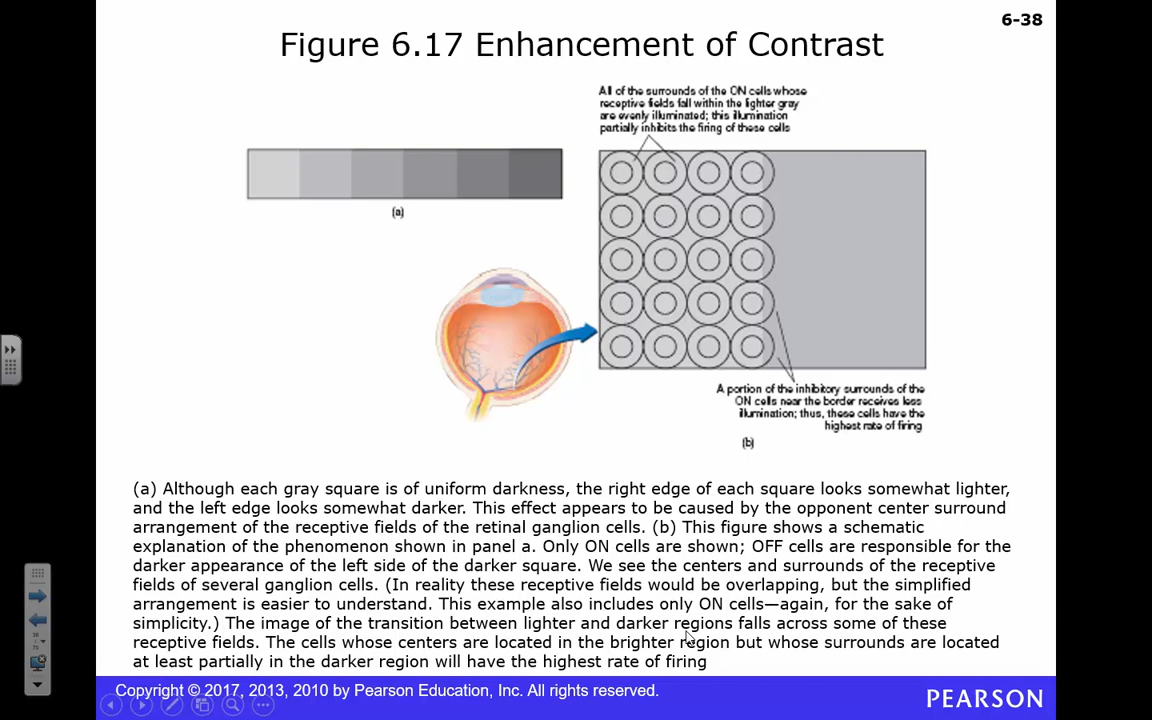 6-38
Figure 6.17 Enhancement of Contrast
All of the surrounds of the ON cells whose
receptive fields fall within the lighter gray
are evenly illuminated; this illumination
partially inhibits the firing of these cells
(a)
A portion of the inhibitory surrounds of the
ON cells near the border receives less
illumination; thus, these cells have the
highest rate of firing
(b)
(a) Although each gray square is of uniform darkness, the right edge of each square looks somewhat lighter,
and the left edge looks somewhat darker. This effect appears to be caused by the opponent center surround
arrangement of the receptive fields of the retinal ganglion cells. (b) This figure shows a schematic
explanation of the phenomenon shown in panel a. Only ON cells are shown; OFF cells are responsible for the
darker appearance of the left side of the darker square. We see the centers and surrounds of the receptive
fields of several ganglion cells. (In reality these receptive fields would be overlapping, but the simplified
arrangement is easier to understand. This example also includes only ON cells—again, for the sake of
simplicity.) The image of the transition between lighter and darker regions falls across some of these
receptive fields. The cells whose centers are located in the brighter region but whose surrounds are located
at least partially in the darker region will have the highest rate of firing
Copyright © 2017, 2013, 2010 by Pearson Education, Inc. All rights reserved.
PEARSON